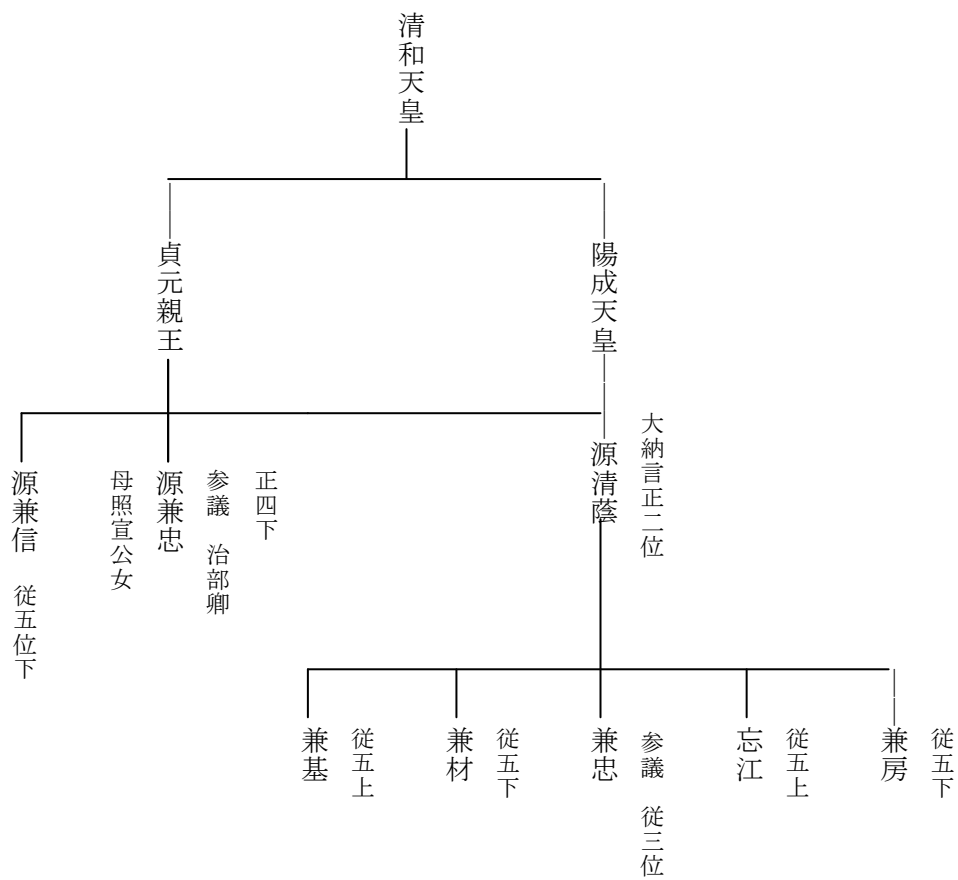 清和天皇
陽成天皇
貞元親王
大納言正二位
源清蔭
正四下
参議　治部卿
源兼忠
母照宣公女
源兼信　従五位下
従五下
兼房
従五上
忘江
参議　従三位
兼忠
従五下
兼材
従五上
兼基